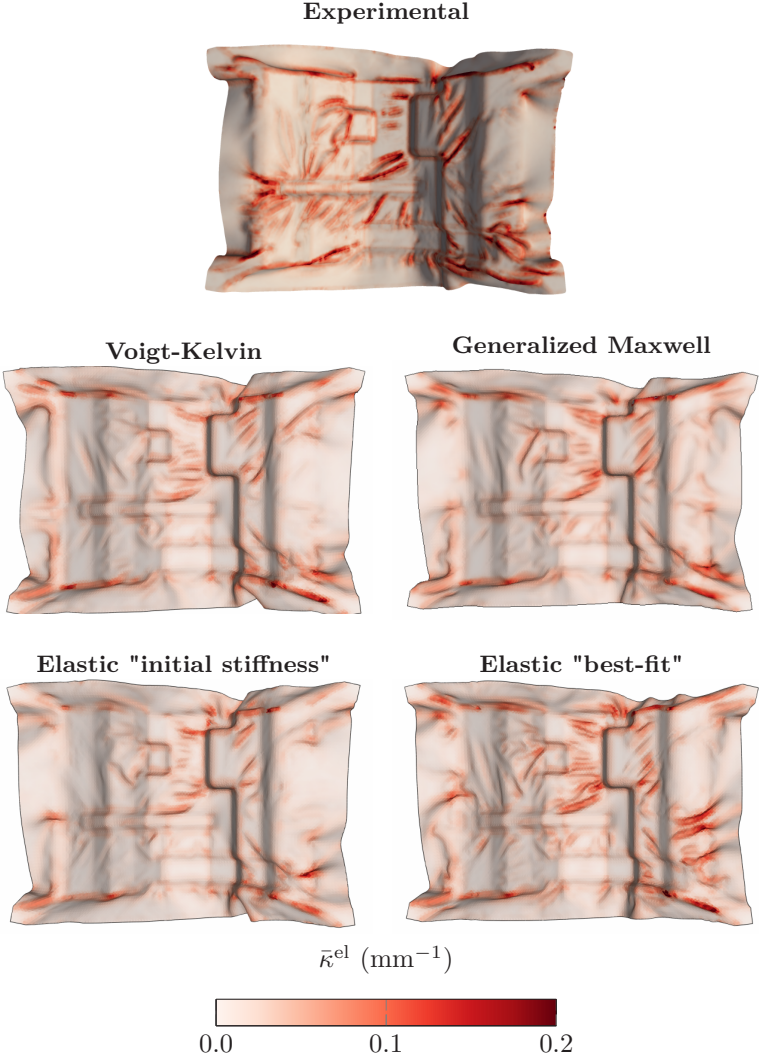 Experimental
Voigt-Kelvin
Generalized Maxwell
Elastic "initial stiffness"
Elastic "best-fit"
κ̄ᵉˡ (mm⁻¹)
0.0 0.1 0.2